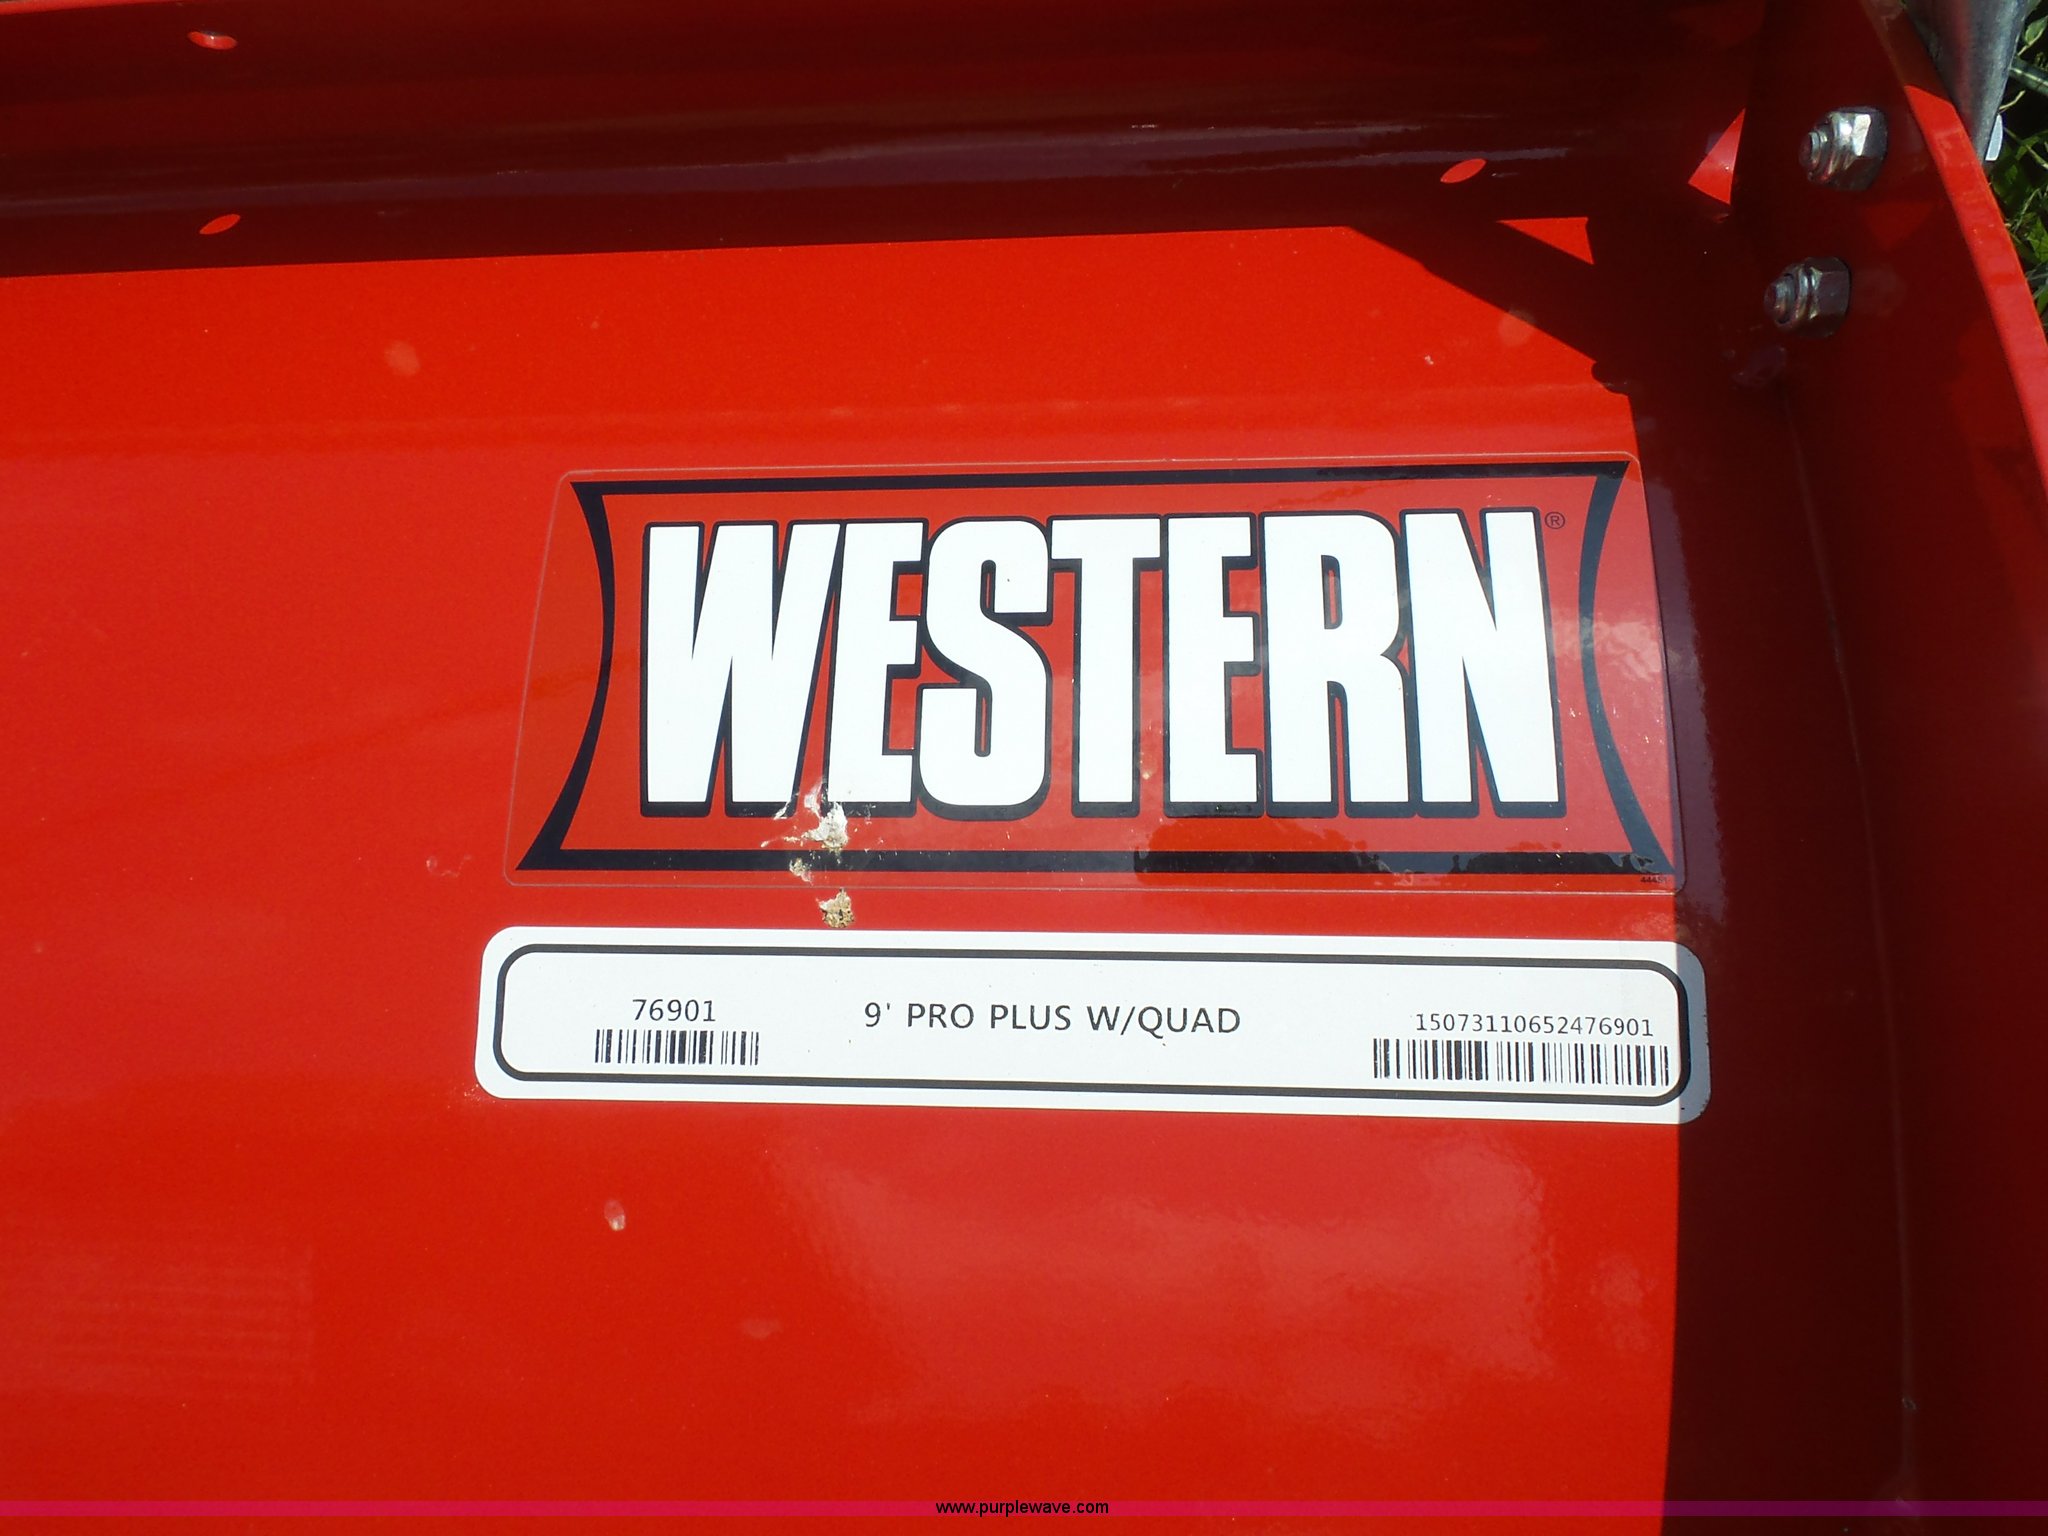 WESTERN®
76901
9' PRO PLUS W/QUAD
15073110652476901
www.purplewave.com